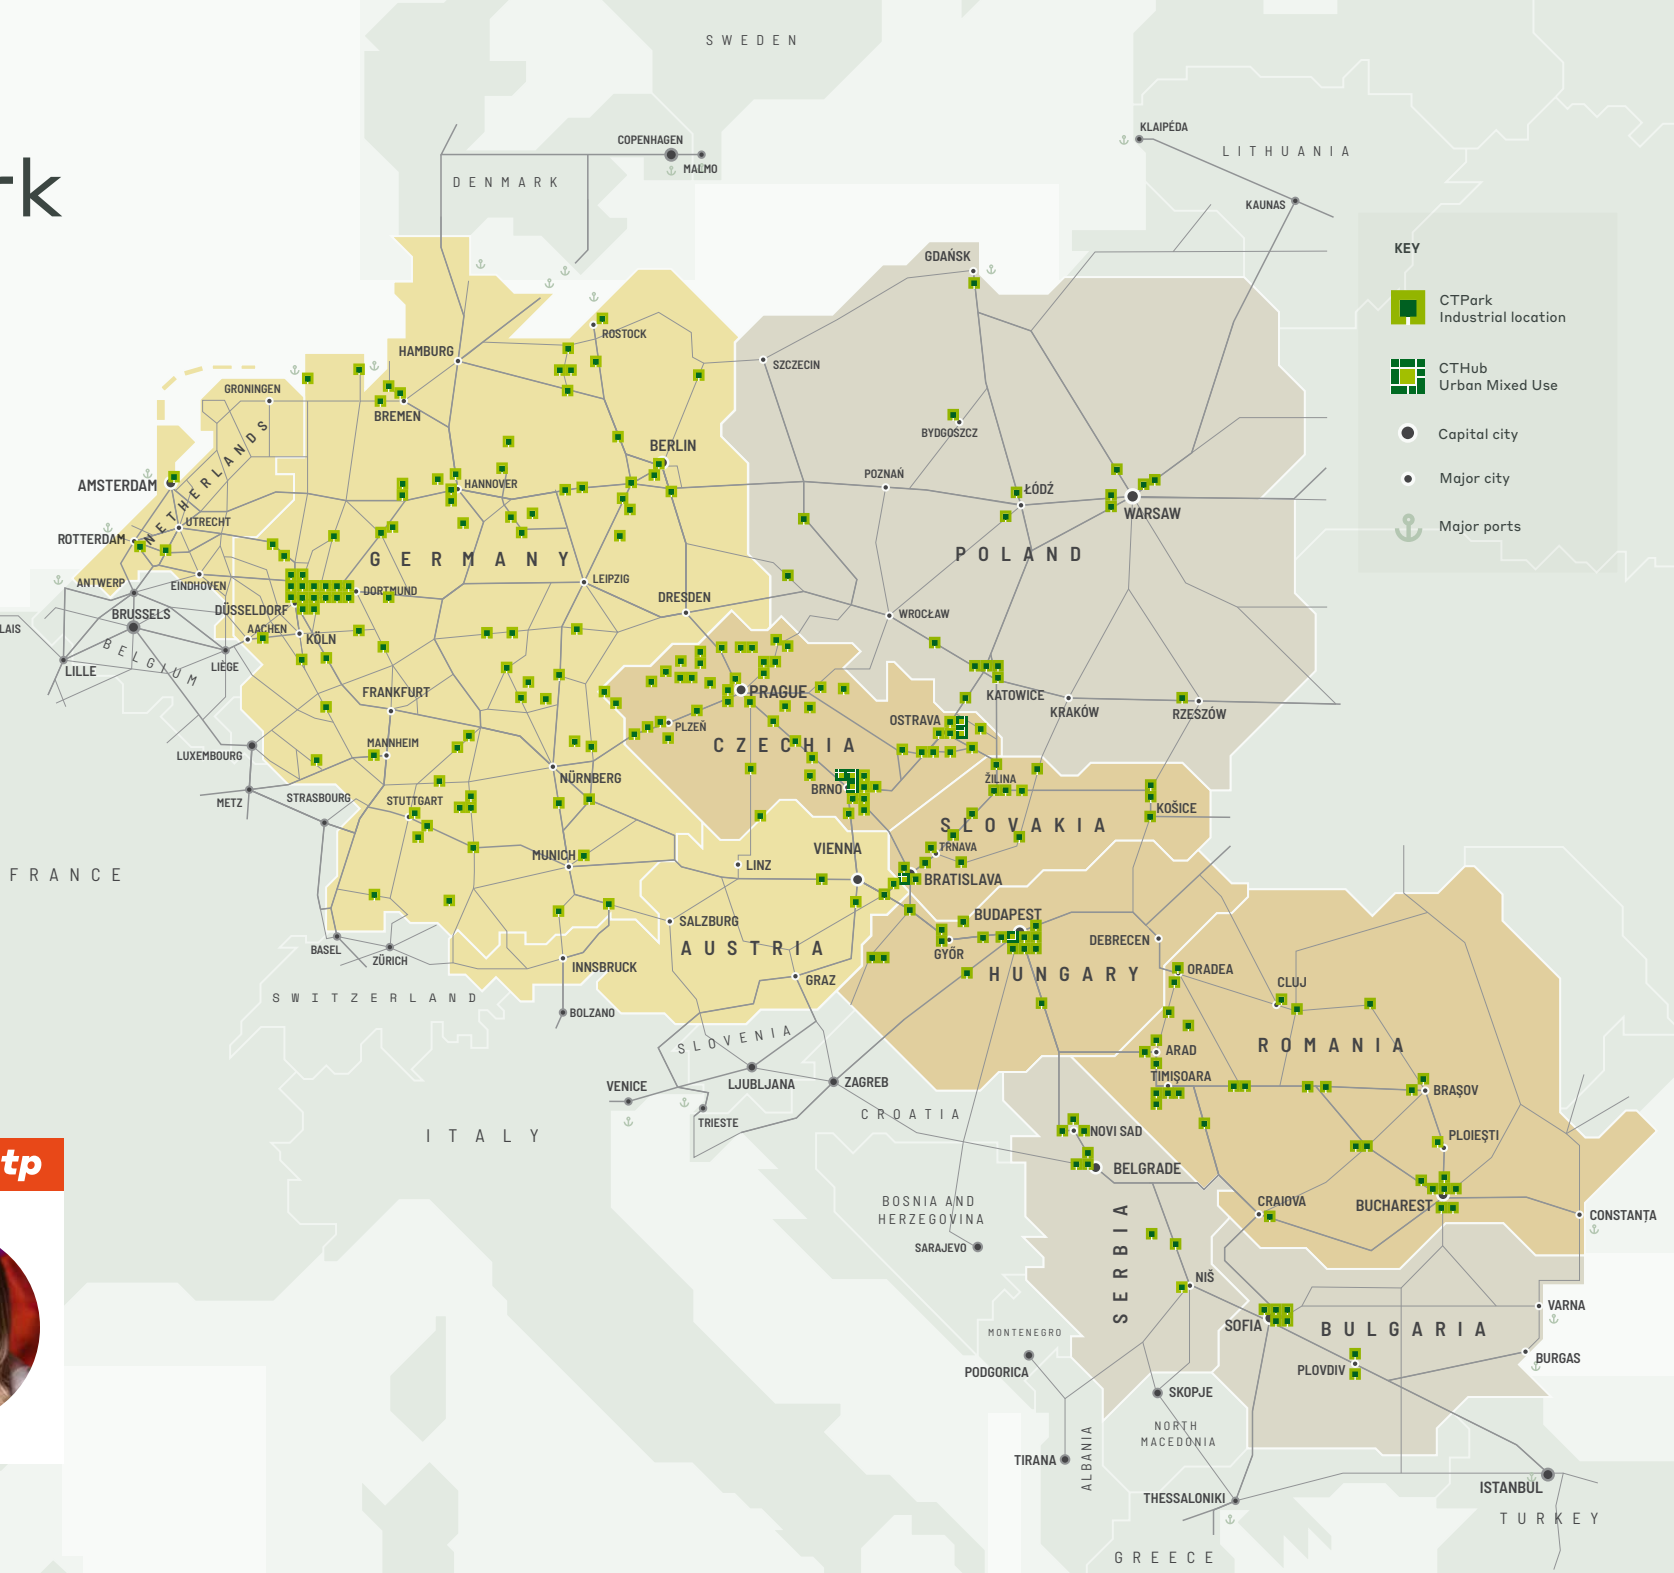 rk
tp
KEY
CTPark
Industrial location
CTHub
Urban Mixed Use
Capital city
Major city
Major ports
SWEDEN
COPENHAGEN
MALMO
DENMARK
KLAIPÉDA
LITHUANIA
KAUNAS
GDAŃSK
ROSTOCK
HAMBURG
SZCZECIN
GRONINGEN
BREMEN
BYDGOSZCZ
BERLIN
AMSTERDAM
NETHERLANDS
HANNOVER
POZNAŃ
ŁÓDŹ
WARSAW
UTRECHT
ROTTERDAM
GERMANY
POLAND
ANTWERP
EINDHOVEN
DORTMUND
LEIPZIG
DRESDEN
BRUSSELS
DÜSSELDORF
WROCŁAW
LAIS
AACHEN
KÖLN
BELGIUM
LILLE
LIÈGE
FRANKFURT
PRAGUE
KATOWICE
KRAKÓW
RZESZÓW
PLZEŇ
OSTRAVA
CZECHIA
LUXEMBOURG
MANNHEIM
NÜRNBERG
BRNO
ŽILINA
METZ
STRASBOURG
STUTTGART
KOŠICE
SLOVAKIA
VIENNA
TRNAVA
MUNICH
LINZ
BRATISLAVA
FRANCE
SALZBURG
BUDAPEST
AUSTRIA
BASEL
ZÜRICH
GYŐR
DEBRECEN
INNSBRUCK
HUNGARY
ORADEA
GRAZ
CLUJ
SWITZERLAND
BOLZANO
SLOVENIA
ROMANIA
ARAD
TIMIȘOARA
VENICE
LJUBLJANA
ZAGREB
BRAȘOV
TRIESTE
CROATIA
ITALY
NOVI SAD
PLOIEȘTI
BELGRADE
BOSNIA AND
HERZEGOVINA
SERBIA
CRAIOVA
BUCHAREST
CONSTANȚA
SARAJEVO
NIŠ
VARNA
SOFIA
BULGARIA
MONTENEGRO
PODGORICA
PLOVDIV
BURGAS
SKOPJE
NORTH
MACEDONIA
TIRANA
ALBANIA
THESSALONIKI
ISTANBUL
TURKEY
GREECE